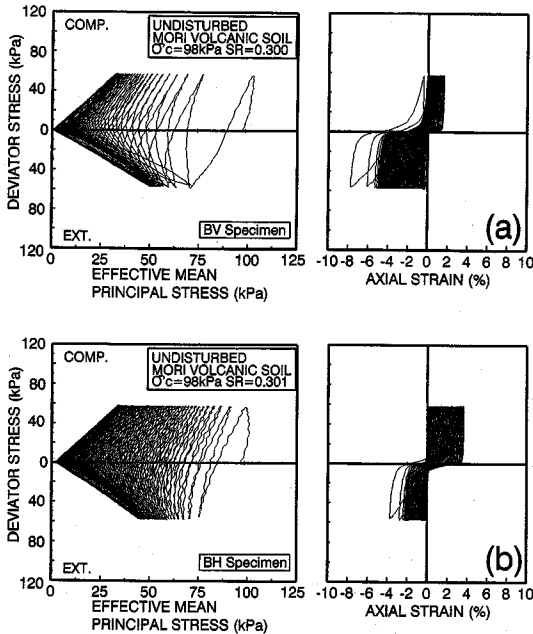 120
80
40
0
40
80
120
DEVIATOR STRESS (kPa)
COMP.
UNDISTURBED
MORI VOLCANIC SOIL
σ'c=98kPa SR=0.300
EXT.
BV Specimen
0 25 50 75 100 125
EFFECTIVE MEAN
PRINCIPAL STRESS (kPa)
(a)
-10 -8 -6 -4 -2 0 2 4 6 8 10
AXIAL STRAIN (%)
120
80
40
0
40
80
120
DEVIATOR STRESS (kPa)
COMP.
UNDISTURBED
MORI VOLCANIC SOIL
σ'c=98kPa SR=0.301
EXT.
BH Specimen
0 25 50 75 100 125
EFFECTIVE MEAN
PRINCIPAL STRESS (kPa)
(b)
-10 -8 -6 -4 -2 0 2 4 6 8 10
AXIAL STRAIN (%)